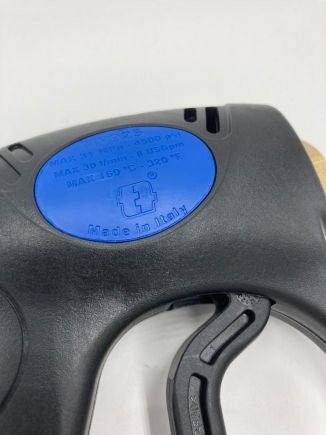 MAX 31 MPa - 4500 psi
MAX 30 l/min - 8 USGpm
MAX 160 °C - 320 °F
®
Made in Italy